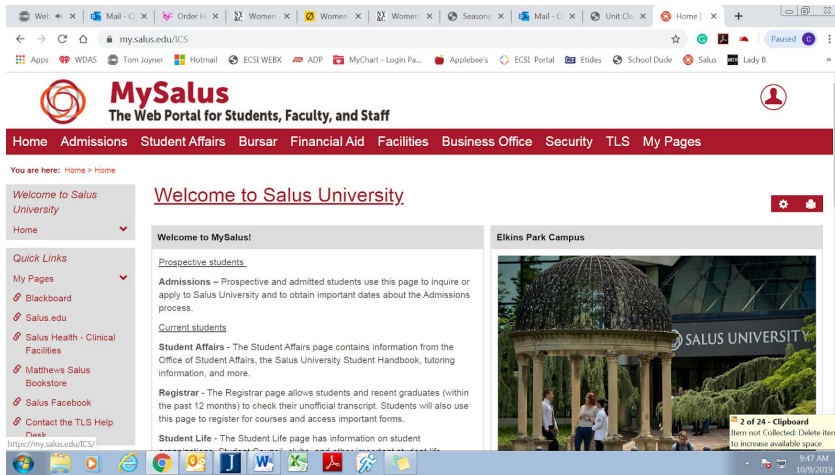 Wel
Mail - C
Order H
Women
Women
Women
Seasona
Mail - C
Unit Clo
Home |
my.salus.edu/ICS
Paused
C
Apps
WDAS
Tom Joyner
Hotmail
ECSI WEBX
ADP
MyChart - Login Pa...
Applebee's
ECSI Portal
Etides
School Dude
Salus
Lady B
»
MySalus
The Web Portal for Students, Faculty, and Staff
Home Admissions Student Affairs Bursar Financial Aid Facilities Business Office Security TLS My Pages
You are here: Home > Home
Welcome to Salus
University
Home
Quick Links
My Pages
Blackboard
Salus.edu
Salus Health - Clinical
Facilities
Matthews Salus
Bookstore
Salus Facebook
Contact the TLS Help
Desk
https://my.salus.edu/ICS/
Welcome to Salus University
Welcome to MySalus!
Prospective students
Admissions – Prospective and admitted students use this page to inquire or
apply to Salus University and to obtain important dates about the Admissions
process.
Current students
Student Affairs - The Student Affairs page contains information from the
Office of Student Affairs, the Salus University Student Handbook, tutoring
information, and more.
Registrar - The Registrar page allows students and recent graduates (within
the past 12 months) to check their unofficial transcript. Students will also use
this page to register for courses and access important forms.
Student Life - The Student Life page has information on student
Elkins Park Campus
SALUS UNIVERSITY
2 of 24 - Clipboard
Item not Collected: Delete item
to increase available space
9:47 AM
10/9/2019